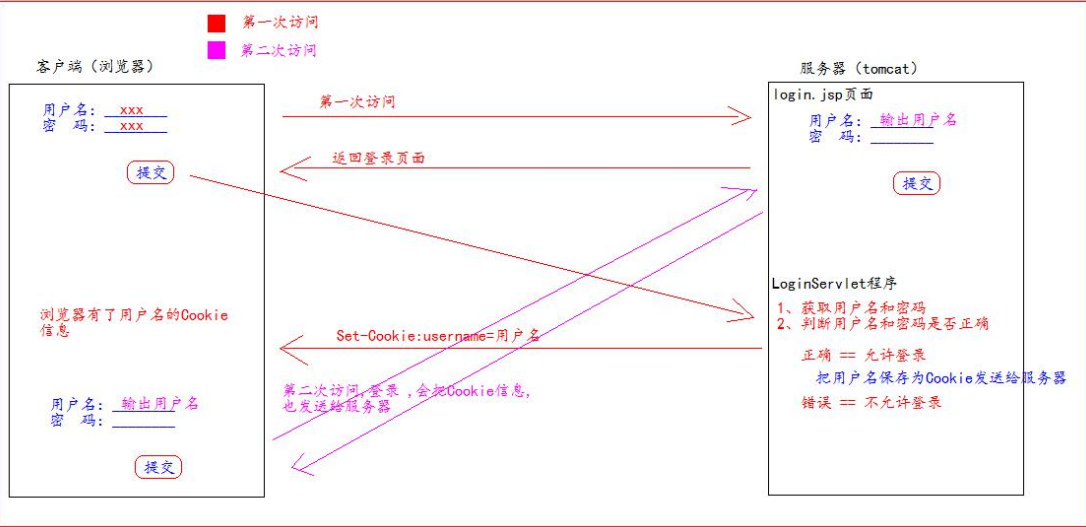 第一次访问
第二次访问
客户端（浏览器）
用户名：xxx
密　码：xxx
提交
浏览器有了用户名的Cookie
信息
用户名：输出用户名
密　码：
提交
第一次访问
返回登录页面
Set-Cookie:username=用户名
第二次访问,登录 ,会把Cookie信息,
也发送给服务器
服务器（tomcat）
login.jsp页面
用户名：输出用户名
密　码：
提交
LoginServlet程序
1、获取用户名和密码
2、判断用户名和密码是否正确
正确 == 允许登录
把用户名保存为Cookie发送给服务器
错误 == 不允许登录